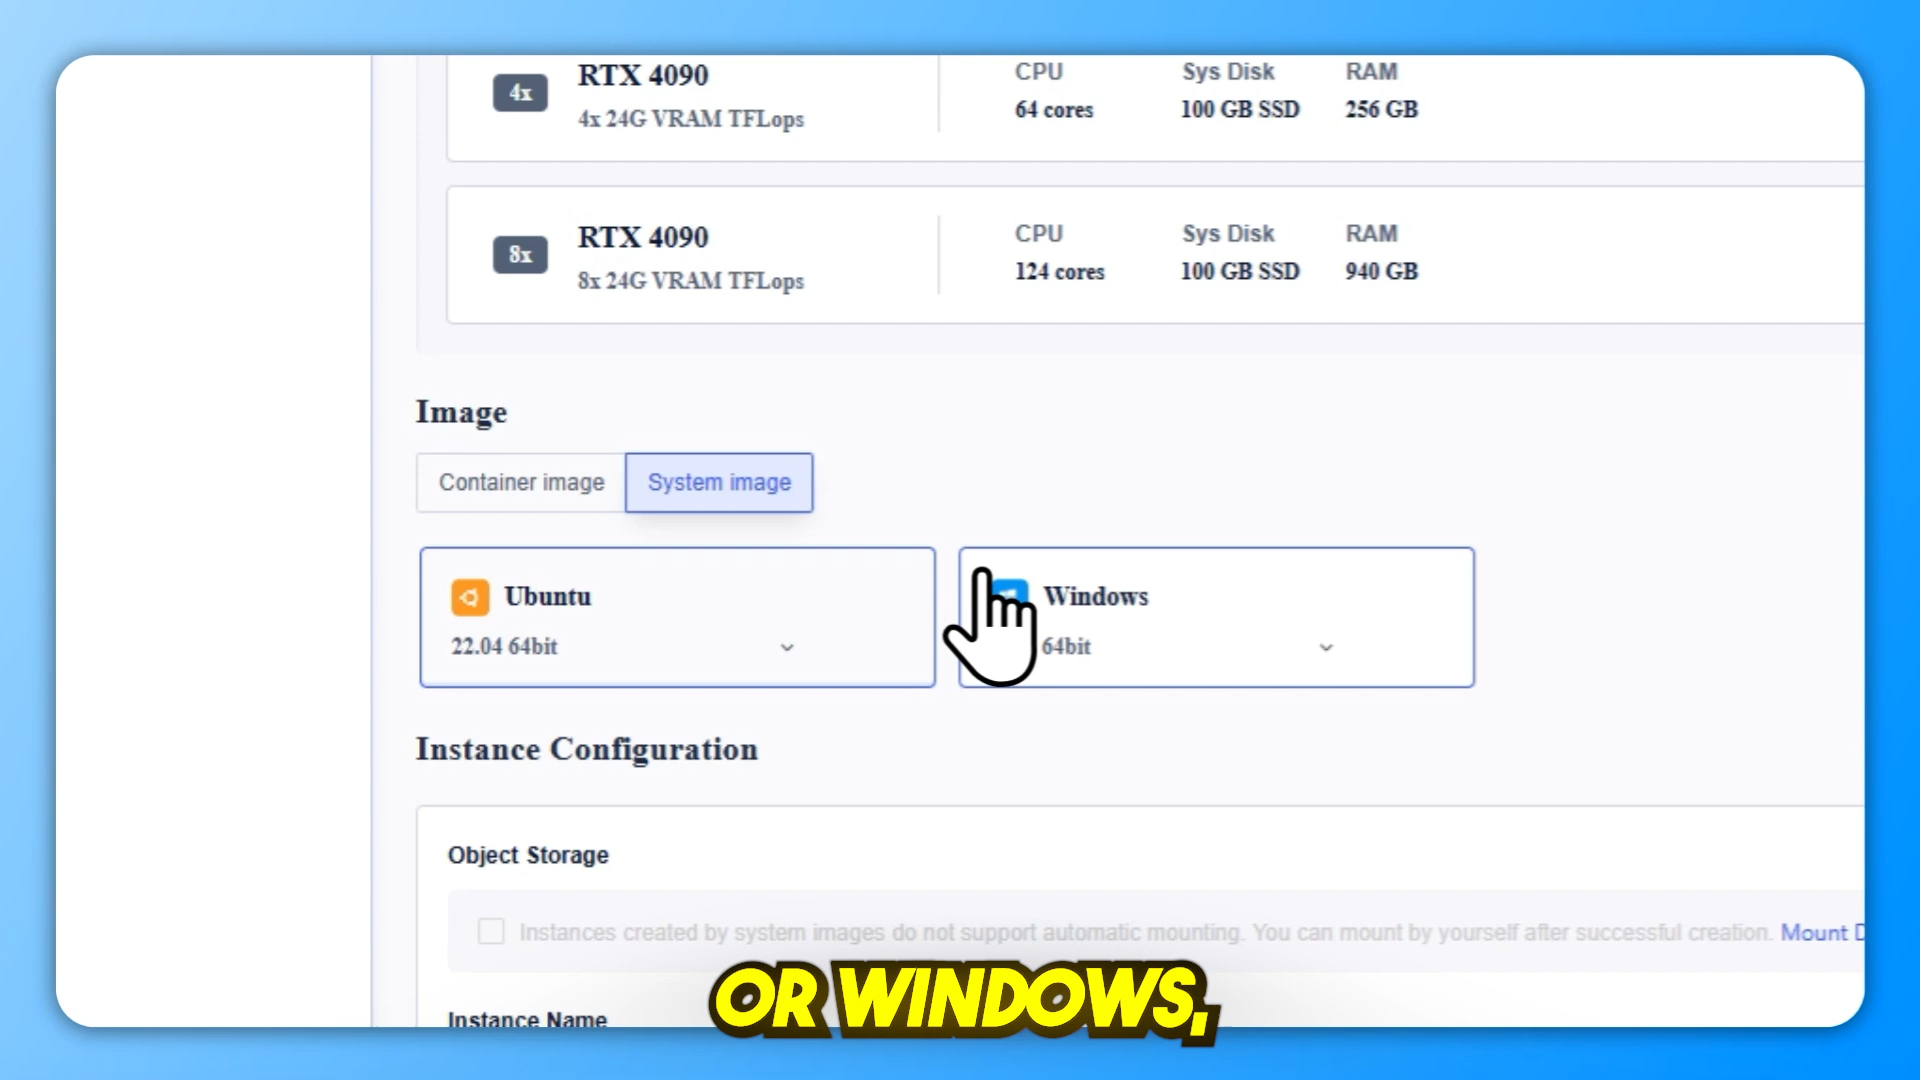 4x
RTX 4090
4x 24G VRAM TFLops
CPU
64 cores
Sys Disk
100 GB SSD
RAM
256 GB
8x
RTX 4090
8x 24G VRAM TFLops
CPU
124 cores
Sys Disk
100 GB SSD
RAM
940 GB
Image
Container image
System image
Ubuntu
22.04 64bit
Windows
64bit
Instance Configuration
Object Storage
Instances created by system images do not support automatic mounting. You can mount by yourself after successful creation. Mount D
Instance Name
OR WINDOWS,